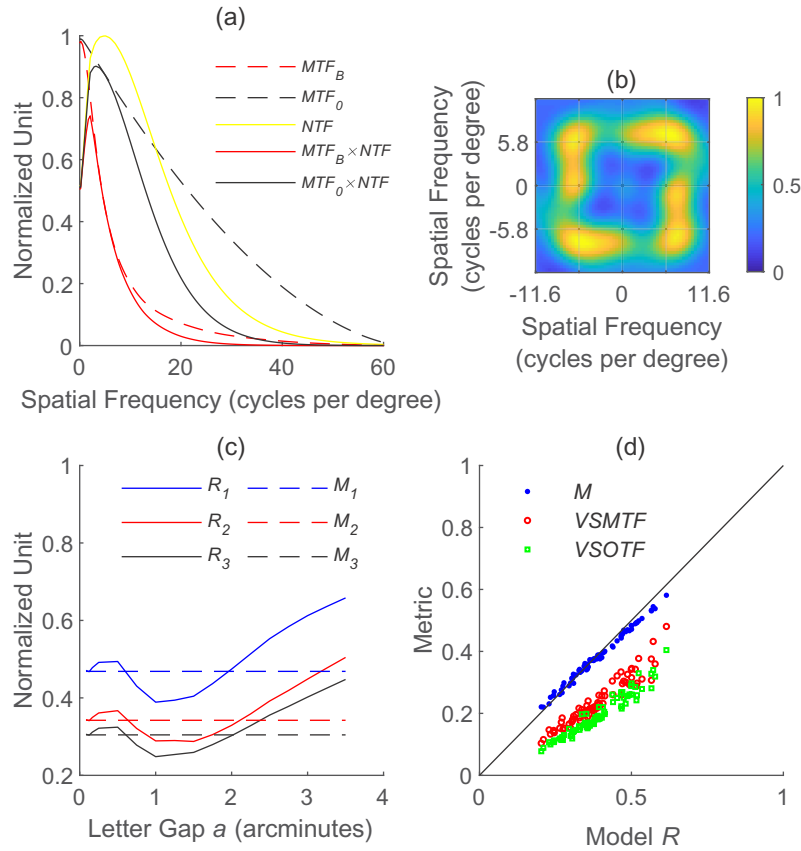 (a)
Normalized Unit
1
0.8
0.6
0.4
0.2
0
0
20
40
60
Spatial Frequency (cycles per degree)
MTF_B
MTF_0
NTF
MTF_B×NTF
MTF_0×NTF
(b)
Spatial Frequency
(cycles per degree)
5.8
0
-5.8
-11.6
0
11.6
Spatial Frequency
(cycles per degree)
1
0.5
0
(c)
Normalized Unit
1
0.8
0.6
0.4
0.2
0
1
2
3
4
Letter Gap a (arcminutes)
R_1
M_1
R_2
M_2
R_3
M_3
(d)
Metric
1
0.8
0.6
0.4
0.2
0
0
0.5
1
Model R
M
VSMTF
VSOTF